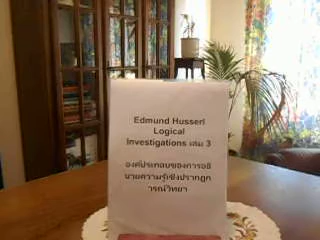 Edmund Husserl
Logical
Investigations เล่ม 3
องค์ประกอบของการอธิ
บายความรู้เชิงปรากฏก
ารณ์วิทยา